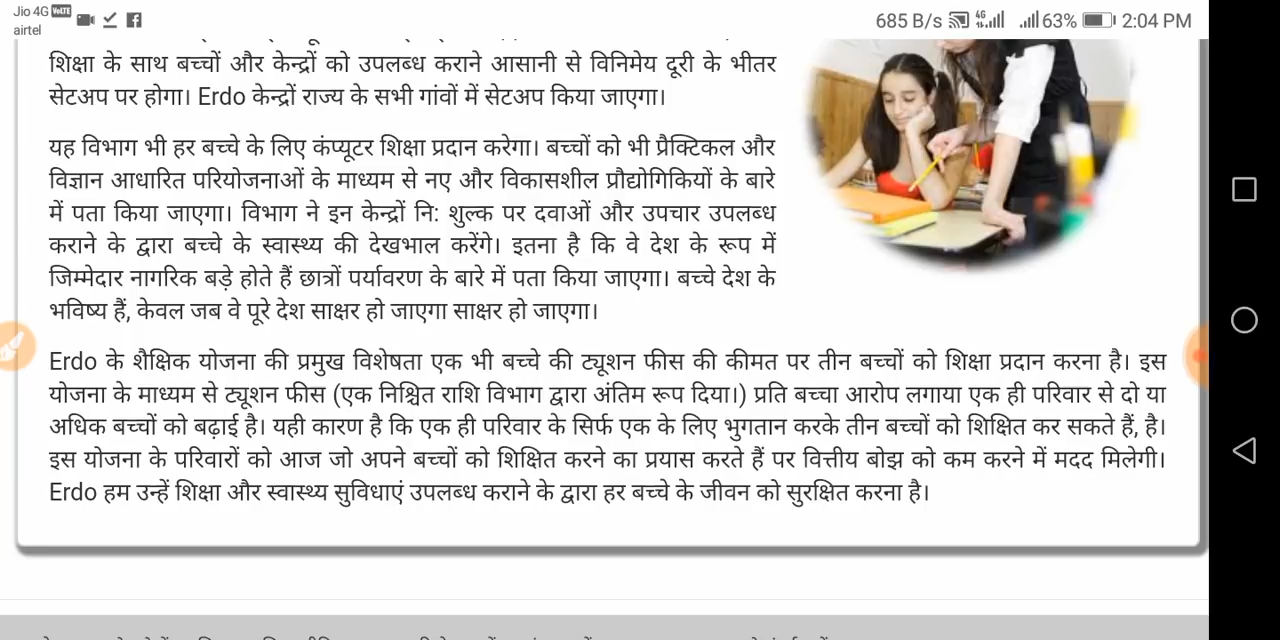 Jio 4G VoLTE
airtel
685 B/s 4G 63% 2:04 PM
शिक्षा के साथ बच्चों और केन्द्रों को उपलब्ध कराने आसानी से विनिमेय दूरी के भीतर
सेटअप पर होगा। Erdo केन्द्रों राज्य के सभी गांवों में सेटअप किया जाएगा।
यह विभाग भी हर बच्चे के लिए कंप्यूटर शिक्षा प्रदान करेगा। बच्चों को भी प्रैक्टिकल और
विज्ञान आधारित परियोजनाओं के माध्यम से नए और विकासशील प्रौद्योगिकियों के बारे
में पता किया जाएगा। विभाग ने इन केन्द्रों नि: शुल्क पर दवाओं और उपचार उपलब्ध
कराने के द्वारा बच्चे के स्वास्थ्य की देखभाल करेंगे। इतना है कि वे देश के रूप में
जिम्मेदार नागरिक बड़े होते हैं छात्रों पर्यावरण के बारे में पता किया जाएगा। बच्चे देश के
भविष्य हैं, केवल जब वे पूरे देश साक्षर हो जाएगा साक्षर हो जाएगा।
Erdo के शैक्षिक योजना की प्रमुख विशेषता एक भी बच्चे की ट्यूशन फीस की कीमत पर तीन बच्चों को शिक्षा प्रदान करना है। इस
योजना के माध्यम से ट्यूशन फीस (एक निश्चित राशि विभाग द्वारा अंतिम रूप दिया।) प्रति बच्चा आरोप लगाया एक ही परिवार से दो या
अधिक बच्चों को बढ़ाई है। यही कारण है कि एक ही परिवार के सिर्फ एक के लिए भुगतान करके तीन बच्चों को शिक्षित कर सकते हैं, है।
इस योजना के परिवारों को आज जो अपने बच्चों को शिक्षित करने का प्रयास करते हैं पर वित्तीय बोझ को कम करने में मदद मिलेगी।
Erdo हम उन्हें शिक्षा और स्वास्थ्य सुविधाएं उपलब्ध कराने के द्वारा हर बच्चे के जीवन को सुरक्षित करना है।